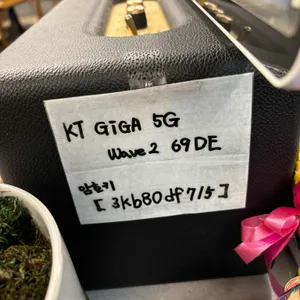 KT GiGA 5G
Wave2 69DE
암호키
[3kb80df715]